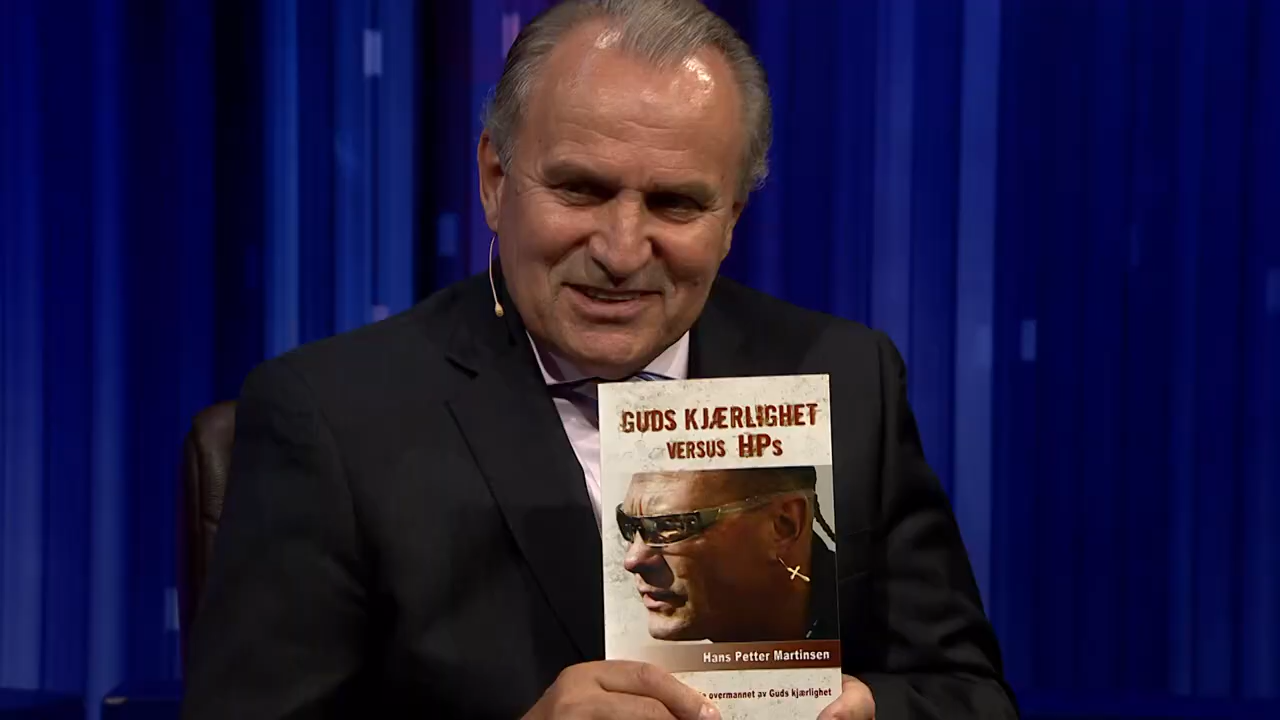 GUDS KJÆRLIGHET
VERSUS HPs
Hans Petter Martinsen
overmannet av Guds kjærlighet